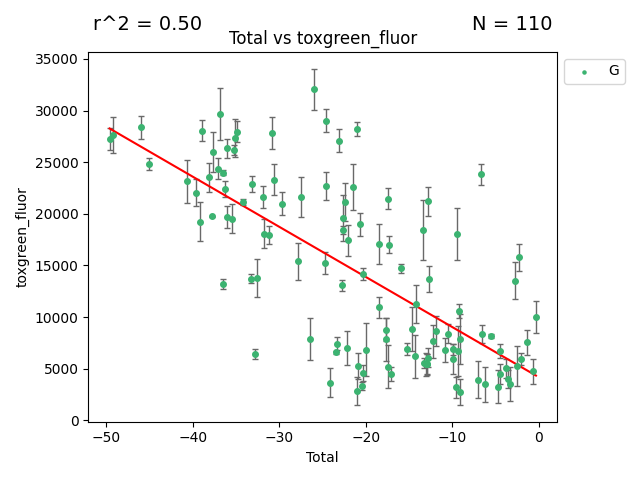 r^2 = 0.50 N = 110
Total vs toxgreen_fluor
35000
30000
25000
20000
15000
10000
5000
0
toxgreen_fluor
−50 −40 −30 −20 −10 0
Total
G